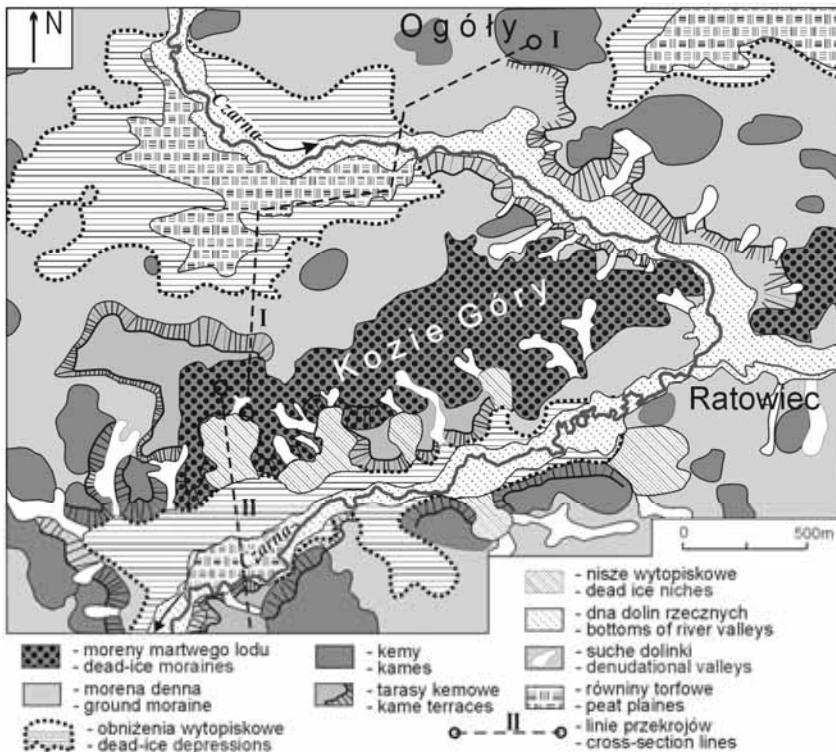 N
Ogóły
I
Czarna
I
Kozie Góry
Ratowiec
II
Czarna
0 500m
- nisze wytopiskowe
- dead ice niches
- dna dolin rzecznych
- bottoms of river valleys
- moreny martwego lodu
- dead-ice moraines
- kemy
- kames
- suche dolinki
- denudational valleys
- morena denna
- ground moraine
- tarasy kemowe
- kame terraces
- równiny torfowe
- peat plaines
- obniżenia wytopiskowe
- dead-ice depressions
II
- linie przekrojów
- cross-section lines